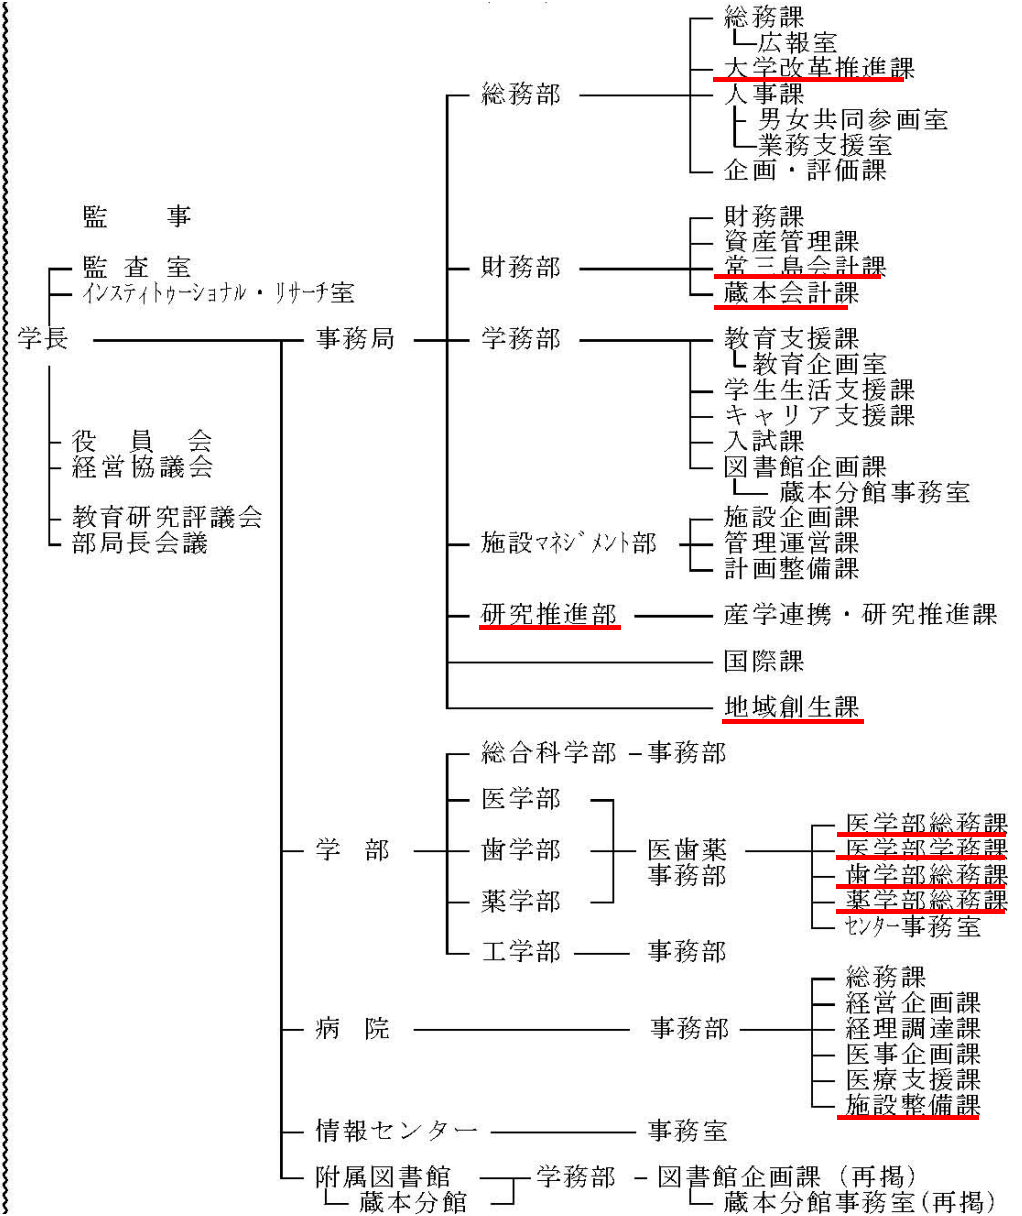 総務課
広報室
大学改革推進課
総務部
人事課
男女共同参画室
業務支援室
企画・評価課
監 事
財務課
資産管理課
監 査 室
財務部
常三島会計課
インスティトゥーショナル・リサーチ室
蔵本会計課
学長
事務局
学務部
教育支援課
教育企画室
学生生活支援課
キャリア支援課
役 員 会
入試課
経営協議会
図書館企画課
蔵本分館事務室
教育研究評議会
施設企画課
部局長会議
施設マネジメント部
管理運営課
計画整備課
研究推進部
産学連携・研究推進課
国際課
地域創生課
総合科学部
事務部
医学部
医学部総務課
学 部
歯学部
医歯薬
事務部
医学部学務課
歯学部総務課
薬学部
薬学部総務課
センター事務室
工学部
事務部
総務課
経営企画課
病 院
事務部
経理調達課
医事企画課
医療支援課
施設整備課
情報センター
事務室
附属図書館
学務部
図書館企画課(再掲)
蔵本分館
蔵本分館事務室(再掲)